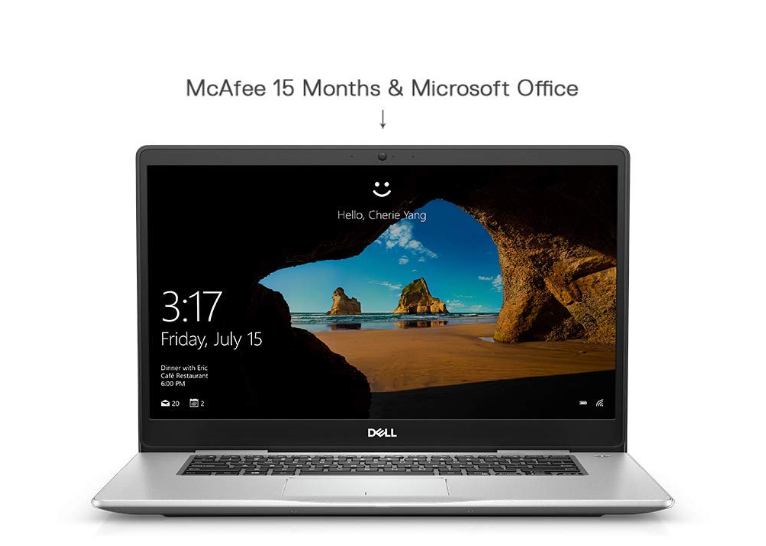 McAfee 15 Months & Microsoft Office
Hello, Cherie Yang
3:17
Friday, July 15
Dinner with Eric
Café Restaurant
6:00 PM
20 2
DELL